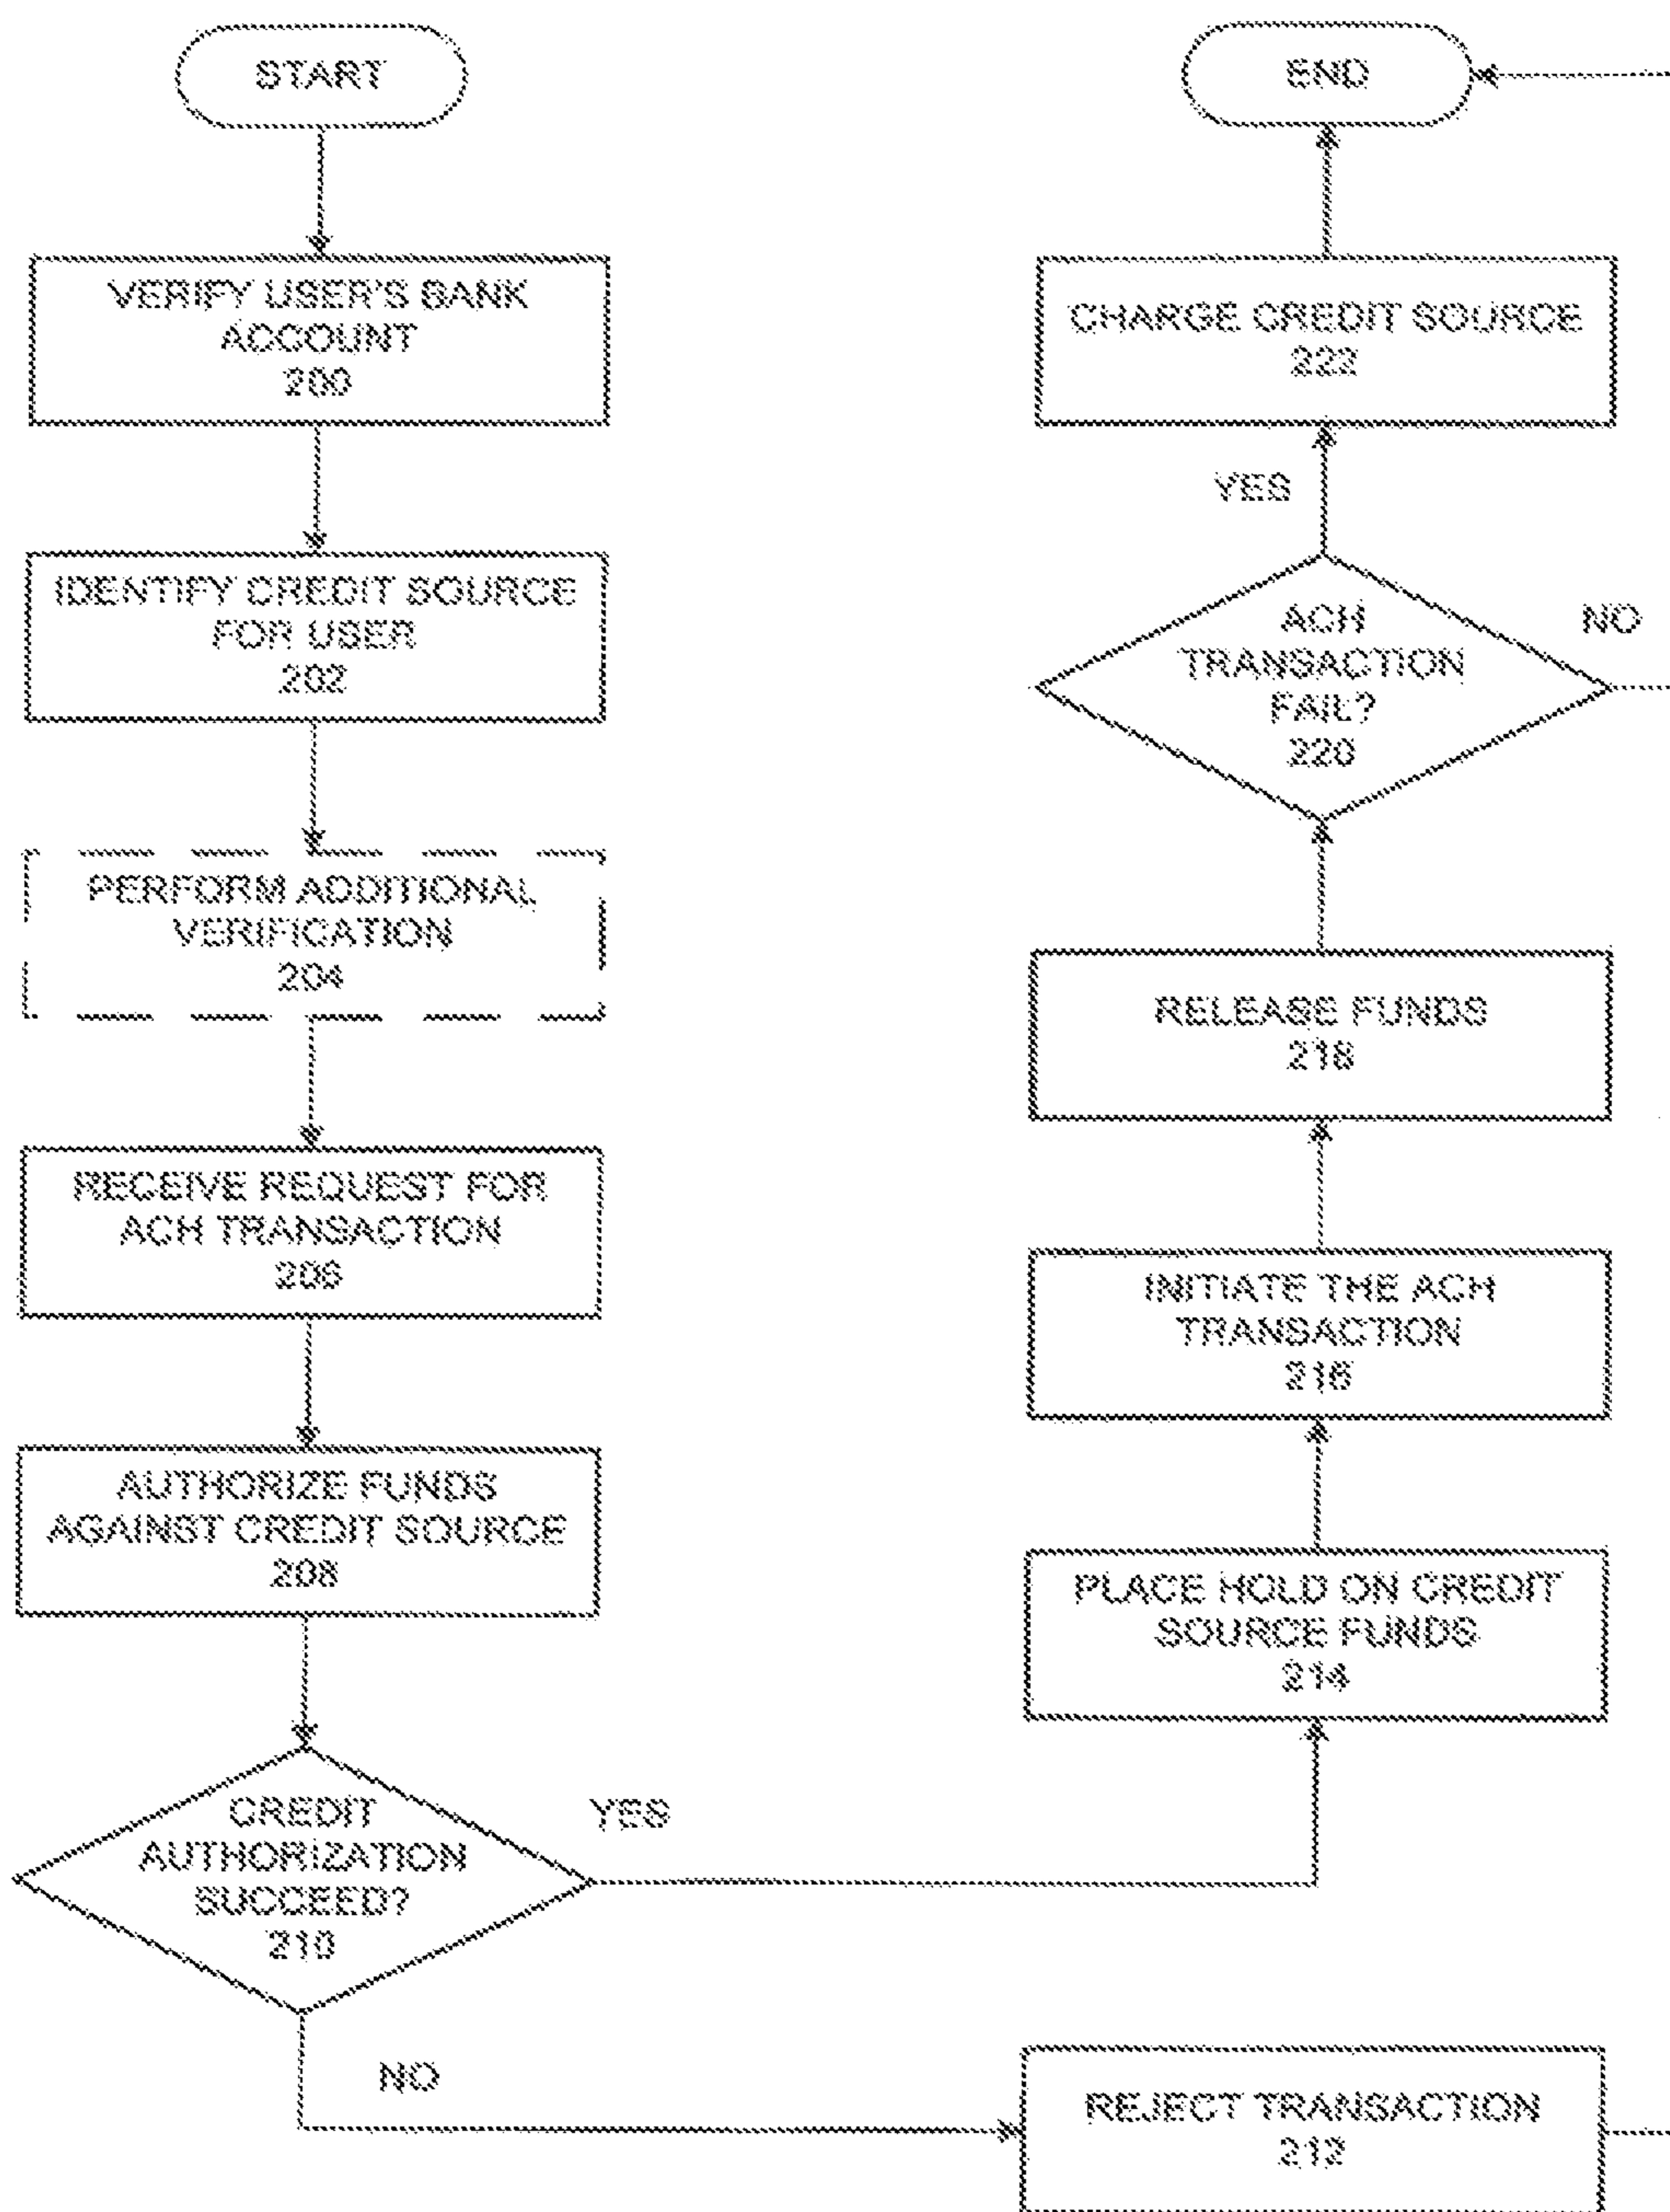 START
VERIFY USER'S BANK
ACCOUNT
200
IDENTIFY CREDIT SOURCE
FOR USER
202
PERFORM ADDITIONAL
VERIFICATION
204
RECEIVE REQUEST FOR
ACH TRANSACTION
206
AUTHORIZE FUNDS
AGAINST CREDIT SOURCE
208
CREDIT
AUTHORIZATION
SUCCEED?
210
YES
NO
REJECT TRANSACTION
212
PLACE HOLD ON CREDIT
SOURCE FUNDS
214
INITIATE THE ACH
TRANSACTION
216
RELEASE FUNDS
218
ACH
TRANSACTION
FAIL?
220
NO
YES
CHARGE CREDIT SOURCE
222
END